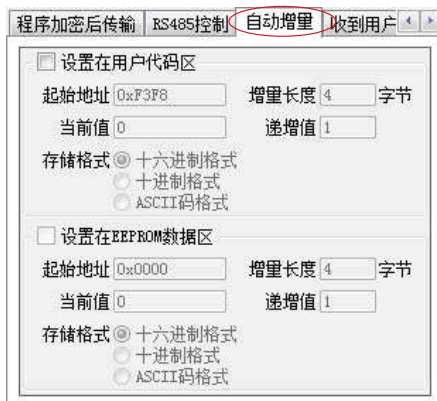 程序加密后传输 RS485控制 自动增量 收到用户
设置在用户代码区
起始地址 0xF3F8 增量长度 4 字节
当前值 0 递增值 1
存储格式 十六进制格式
十进制格式
ASCII码格式
设置在EEPROM数据区
起始地址 0x0000 增量长度 4 字节
当前值 0 递增值 1
存储格式 十六进制格式
十进制格式
ASCII码格式